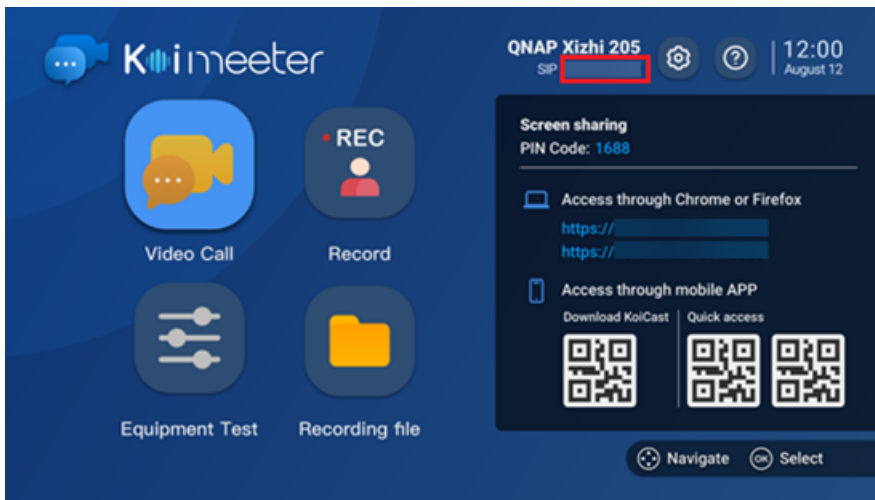 Koimeeter
QNAP Xizhi 205
SIP
12:00
August 12
REC
Video Call
Record
Equipment Test
Recording file
Screen sharing
PIN Code: 1688
Access through Chrome or Firefox
https://
https://
Access through mobile APP
Download KoiCast
Quick access
Navigate
OK
Select